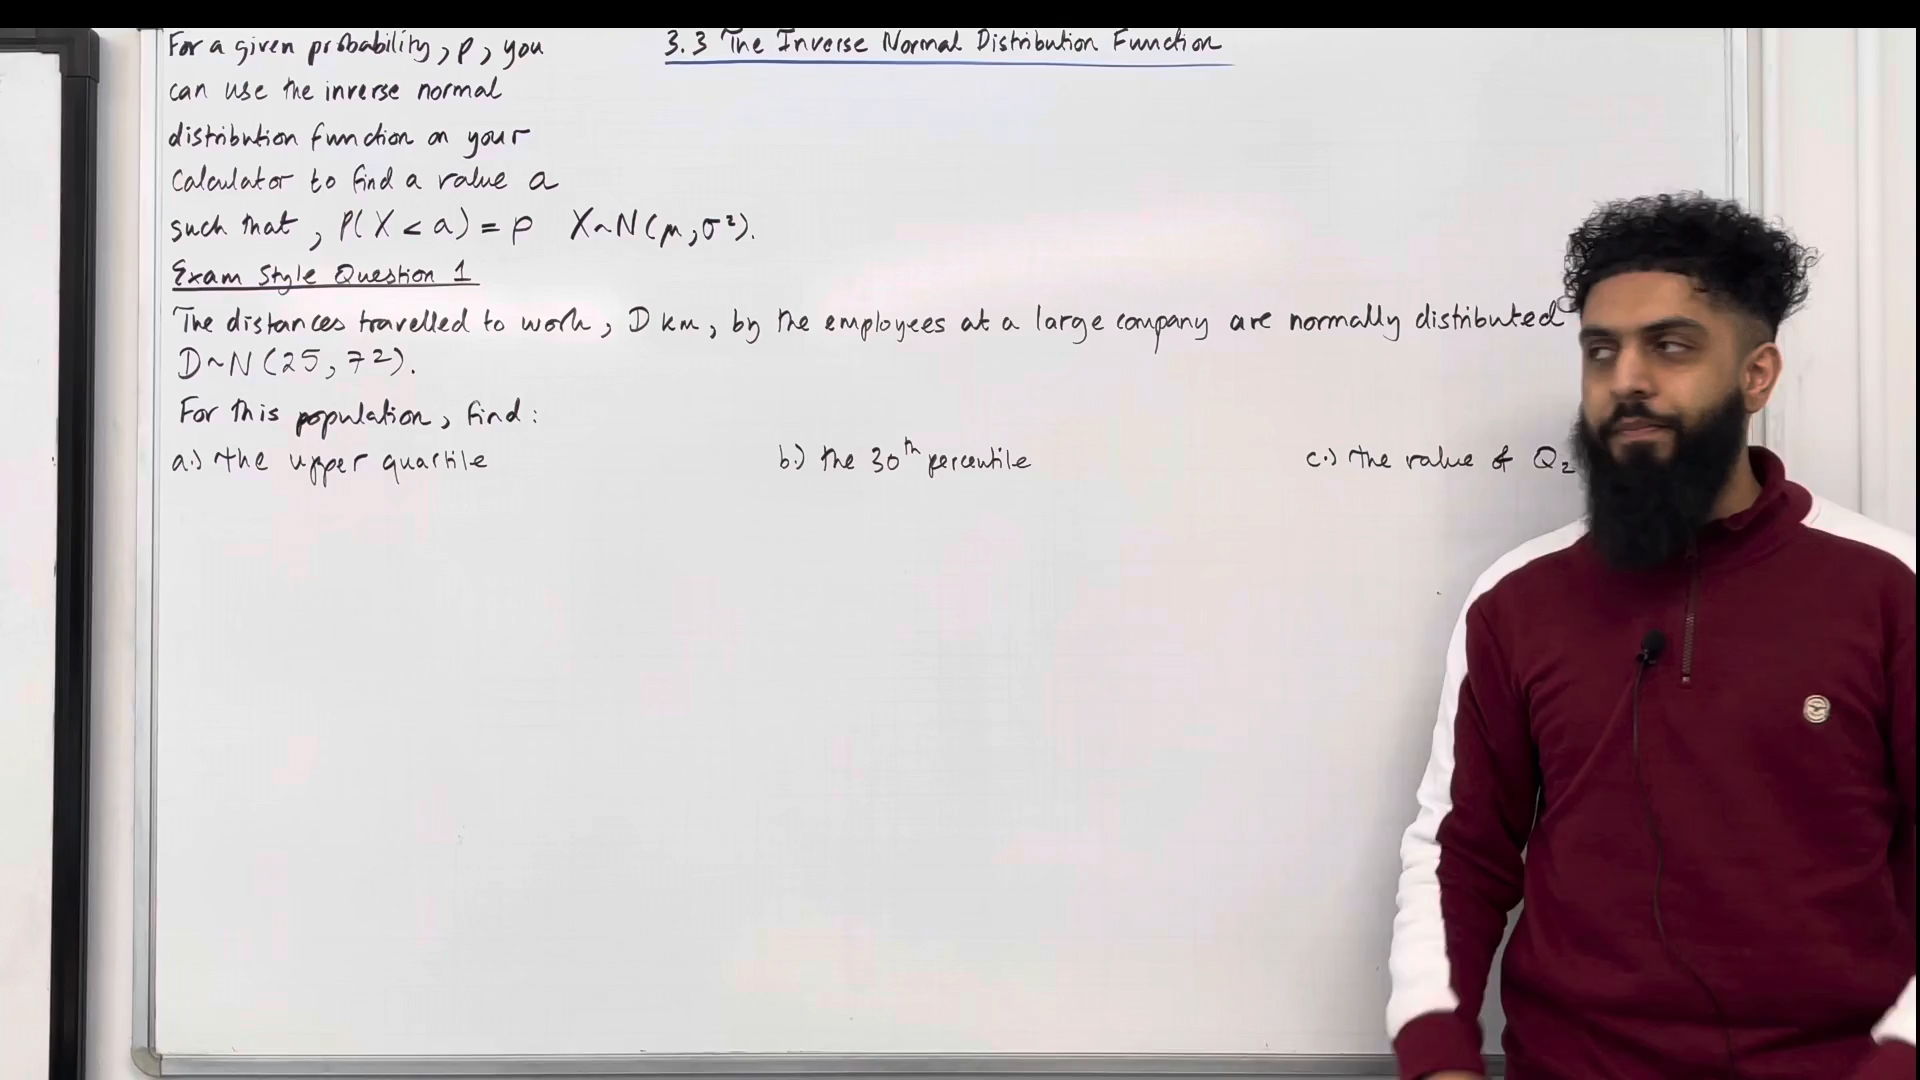 3.3 The Inverse Normal Distribution Function
For a given probability, p, you
can use the inverse normal
distribution function on your
Calculator to find a value a
such that, P(X < a) = p X~N(μ, σ²).
Exam Style Question 1
The distances travelled to work, D km, by the employees at a large company are normally distributed
D~N(25, 7²).
For this population, find:
a.) the upper quartile b.) the 30th percentile c.) the value of Q₂